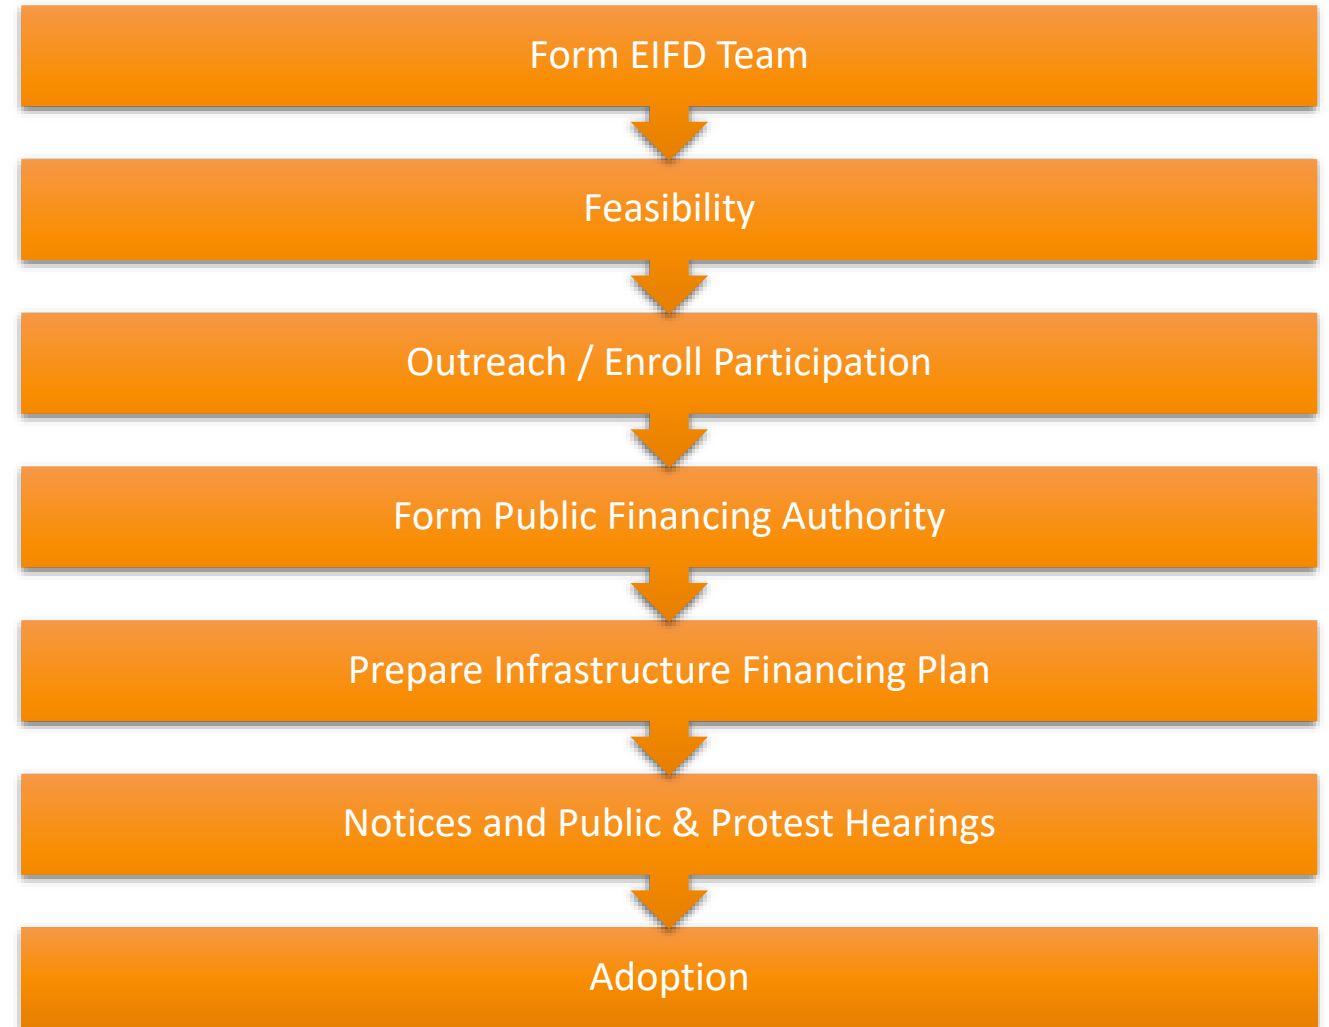 Form EIFD Team
Feasibility
Outreach / Enroll Participation
Form Public Financing Authority
Prepare Infrastructure Financing Plan
Notices and Public & Protest Hearings
Adoption